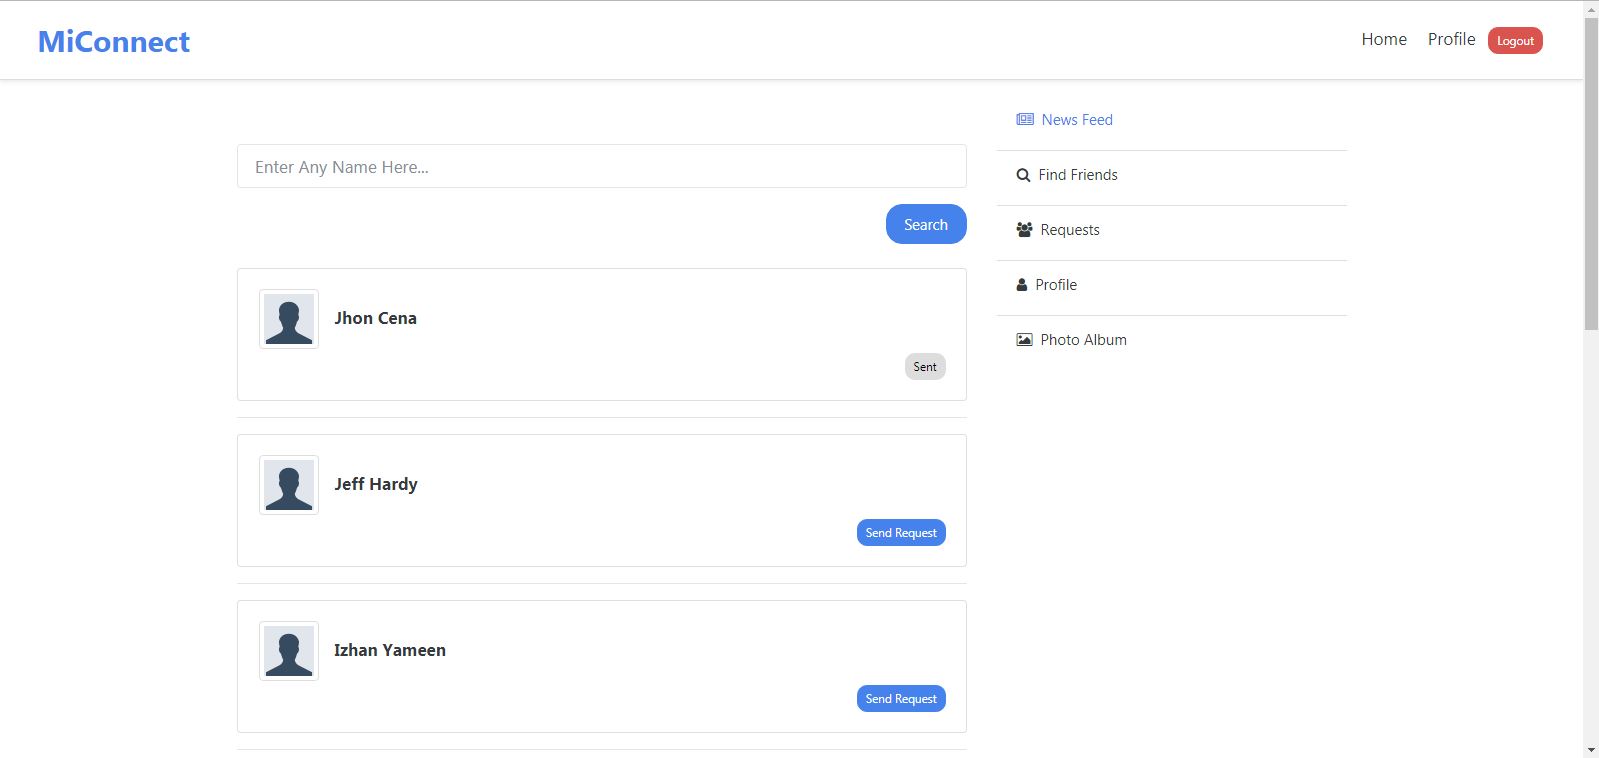 MiConnect
Home Profile Logout
Enter Any Name Here...
Search
Jhon Cena
Sent
Jeff Hardy
Send Request
Izhan Yameen
Send Request
News Feed
Find Friends
Requests
Profile
Photo Album